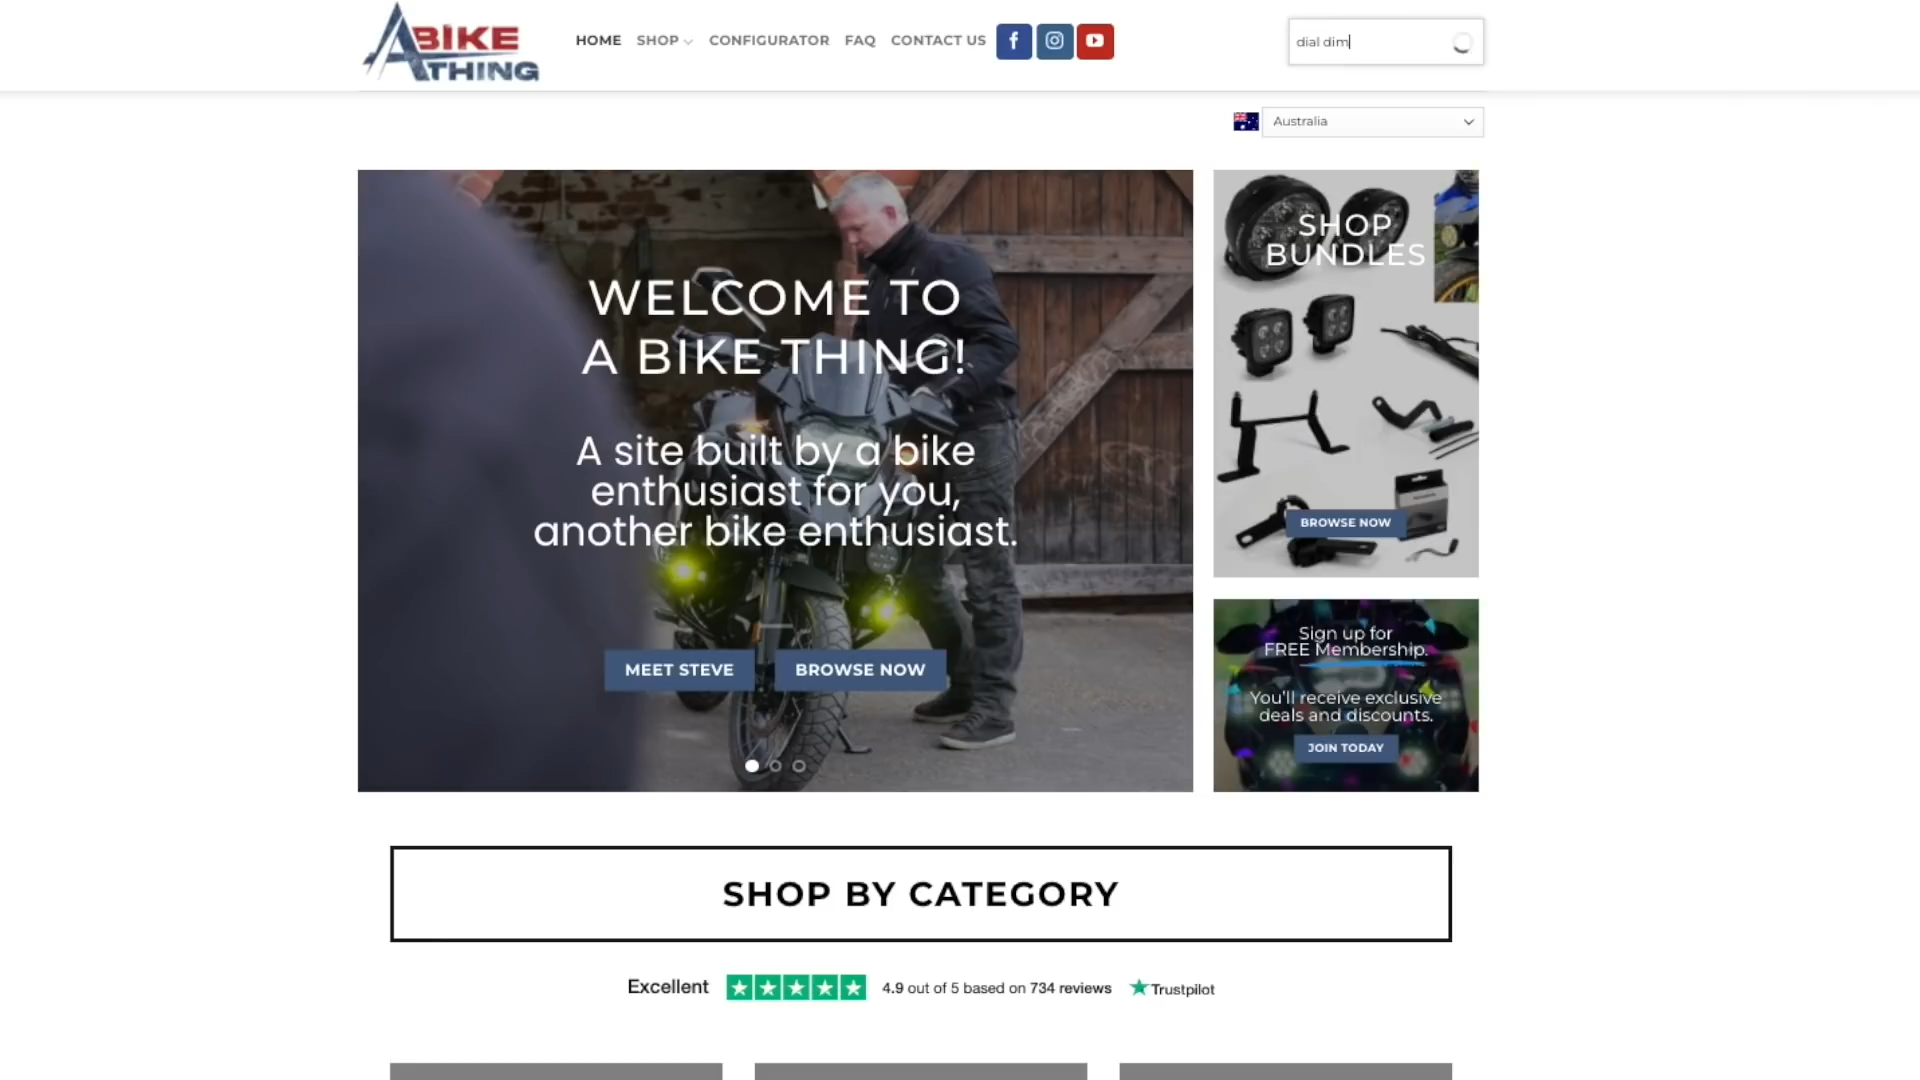 ABIKE
THING
HOME SHOP CONFIGURATOR FAQ CONTACT US
dial dim
Australia
WELCOME TO
A BIKE THING!
A site built by a bike
enthusiast for you,
another bike enthusiast.
MEET STEVE BROWSE NOW
SHOP
BUNDLES
BROWSE NOW
Sign up for
FREE Membership.
You'll receive exclusive
deals and discounts.
JOIN TODAY
SHOP BY CATEGORY
Excellent 4.9 out of 5 based on 734 reviews Trustpilot